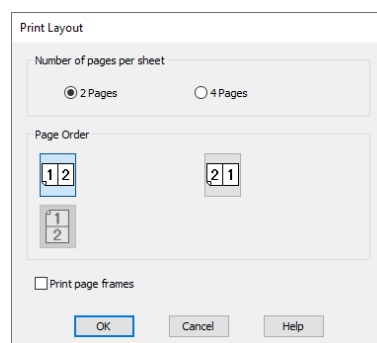 Print Layout
Number of pages per sheet
2 Pages
4 Pages
Page Order
1 2
2 1
1
2
Print page frames
OK
Cancel
Help